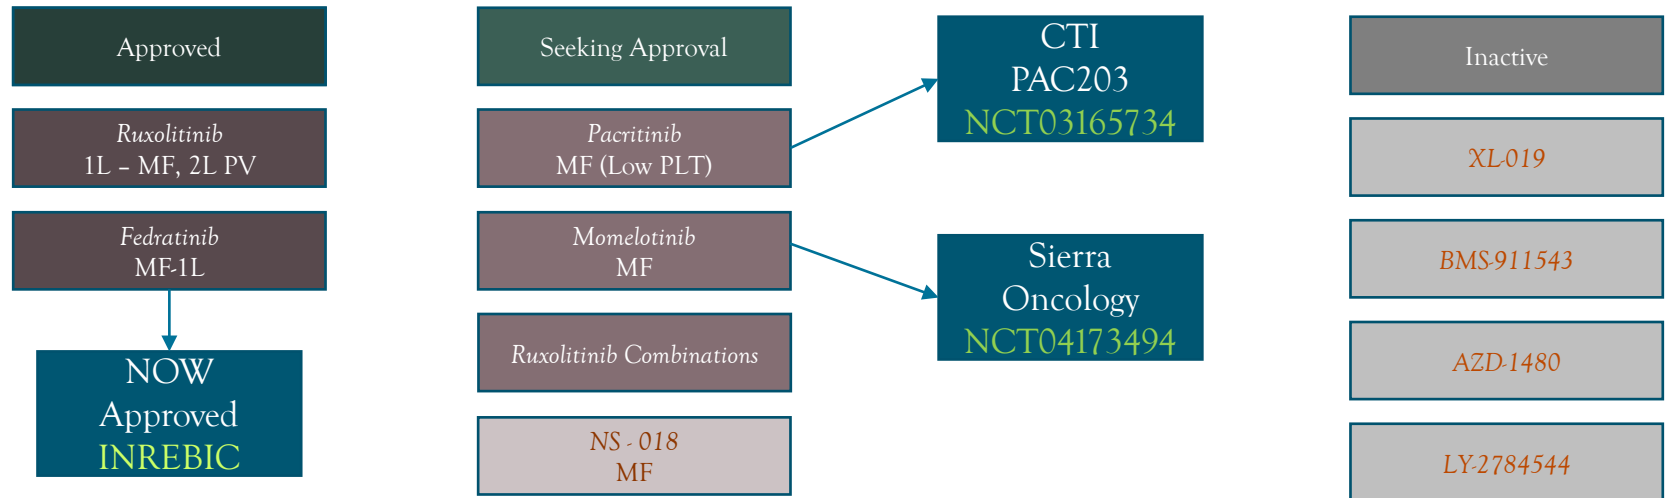 Approved
Ruxolitinib
1L – MF, 2L PV
Fedratinib
MF-1L
NOW
Approved
INREBIC
Seeking Approval
Pacritinib
MF (Low PLT)
Momelotinib
MF
Ruxolitinib Combinations
NS - 018
MF
CTI
PAC203
NCT03165734
Sierra
Oncology
NCT04173494
Inactive
XL-019
BMS-911543
AZD-1480
LY-2784544